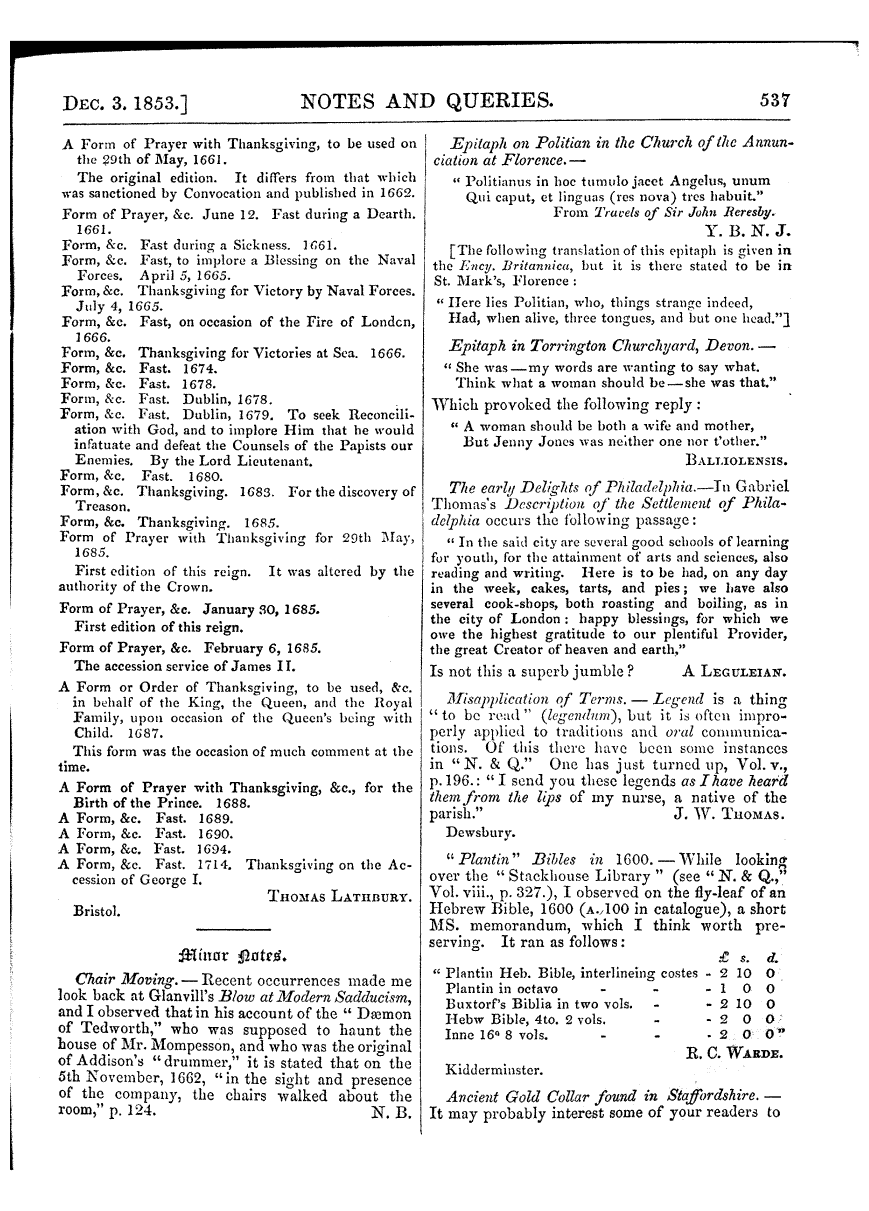 DEC. 3. 1853.] NOTES AND QUERIES. 537
A Form of Prayer with Thanksgiving, to be used on
the 29th of May, 1661.
The original edition. It differs from that which
was sanctioned by Convocation and published in 1662.
Form of Prayer, &c. June 12. Fast during a Dearth.
1661.
Form, &c. Fast during a Sickness. 1661.
Form, &c. Fast, to implore a Blessing on the Naval
Forces. April 5, 1665.
Form, &c. Thanksgiving for Victory by Naval Forces.
July 4, 1665.
Form, &c. Fast, on occasion of the Fire of London,
1666.
Form, &c. Thanksgiving for Victories at Sea. 1666.
Form, &c. Fast. 1674.
Form, &c. Fast. 1678.
Form, &c. Fast. Dublin, 1678.
Form, &c. Fast. Dublin, 1679. To seek Reconcili-
ation with God, and to implore Him that he would
infatuate and defeat the Counsels of the Papists our
Enemies. By the Lord Lieutenant.
Form, &c. Fast. 1680.
Form, &c. Thanksgiving. 1683. For the discovery of
Treason.
Form, &c. Thanksgiving. 1685.
Form of Prayer with Thanksgiving for 29th May,
1685.
First edition of this reign. It was altered by the
authority of the Crown.
Form of Prayer, &c. January 30, 1685.
First edition of this reign.
Form of Prayer, &c. February 6, 1685.
The accession service of James II.
A Form or Order of Thanksgiving, to be used, &c.
in behalf of the King, the Queen, and the Royal
Family, upon occasion of the Queen's being with
Child. 1687.
This form was the occasion of much comment at the
time.
A Form of Prayer with Thanksgiving, &c., for the
Birth of the Prince. 1688.
A Form, &c. Fast. 1689.
A Form, &c. Fast. 1690.
A Form, &c. Fast. 1694.
A Form, &c. Fast. 1714. Thanksgiving on the Ac-
cession of George I.
THOMAS LATHBURY.
Bristol.
Minor Notes.
Chair Moving. — Recent occurrences made me
look back at Glanvill's Blow at Modern Sadducism,
and I observed that in his account of the "Dæmon
of Tedworth," who was supposed to haunt the
house of Mr. Mompesson, and who was the original
of Addison's "drummer," it is stated that on the
5th November, 1662, "in the sight and presence
of the company, the chairs walked about the
room," p. 124. N. B.
Epitaph on Politian in the Church of the Annun-
ciation at Florence. —
"Politianus in hoc tumulo jacet Angelus, unum
Qui caput, et linguas (res nova) tres habuit."
From Travels of Sir John Reresby.
Y. B. N. J.
[The following translation of this epitaph is given in
the Ency. Britannica, but it is there stated to be in
St. Mark's, Florence :
"Here lies Politian, who, things strange indeed,
Had, when alive, three tongues, and but one head."]
Epitaph in Torrington Churchyard, Devon. —
"She was — my words are wanting to say what.
Think what a woman should be — she was that."
Which provoked the following reply :
"A woman should be both a wife and mother,
But Jenny Jones was neither one nor t'other."
BALLIOLENSIS.
The early Delights of Philadelphia.—In Gabriel
Thomas's Description of the Settlement of Phila-
delphia occurs the following passage :
"In the said city are several good schools of learning
for youth, for the attainment of arts and sciences, also
reading and writing. Here is to be had, on any day
in the week, cakes, tarts, and pies; we have also
several cook-shops, both roasting and boiling, as in
the city of London : happy blessings, for which we
owe the highest gratitude to our plentiful Provider,
the great Creator of heaven and earth,"
Is not this a superb jumble? A LEGULEIAN.
Misapplication of Terms. — Legend is a thing
"to be read" (legendum), but it is often impro-
perly applied to traditions and oral communica-
tions. Of this there have been some instances
in "N. & Q." One has just turned up, Vol. v.,
p. 196. : "I send you these legends as I have heard
them from the lips of my nurse, a native of the
parish." J. W. THOMAS.
Dewsbury.
"Plantin" Bibles in 1600. — While looking
over the "Stackhouse Library" (see "N. & Q.,"
Vol. viii., p. 327.), I observed on the fly-leaf of an
Hebrew Bible, 1600 (A. 100 in catalogue), a short
MS. memorandum, which I think worth pre-
serving. It ran as follows :
£ s. d.
"Plantin Heb. Bible, interlineing costes - 2 10 0
Plantin in octavo - - - 1 0 0
Buxtorf's Biblia in two vols. - - 2 10 0
Hebw Bible, 4to. 2 vols. - - 2 0 0
Inne 16º 8 vols. - - - 2 0 0"
R. C. WARDE.
Kidderminster.
Ancient Gold Collar found in Staffordshire. —
It may probably interest some of your readers to